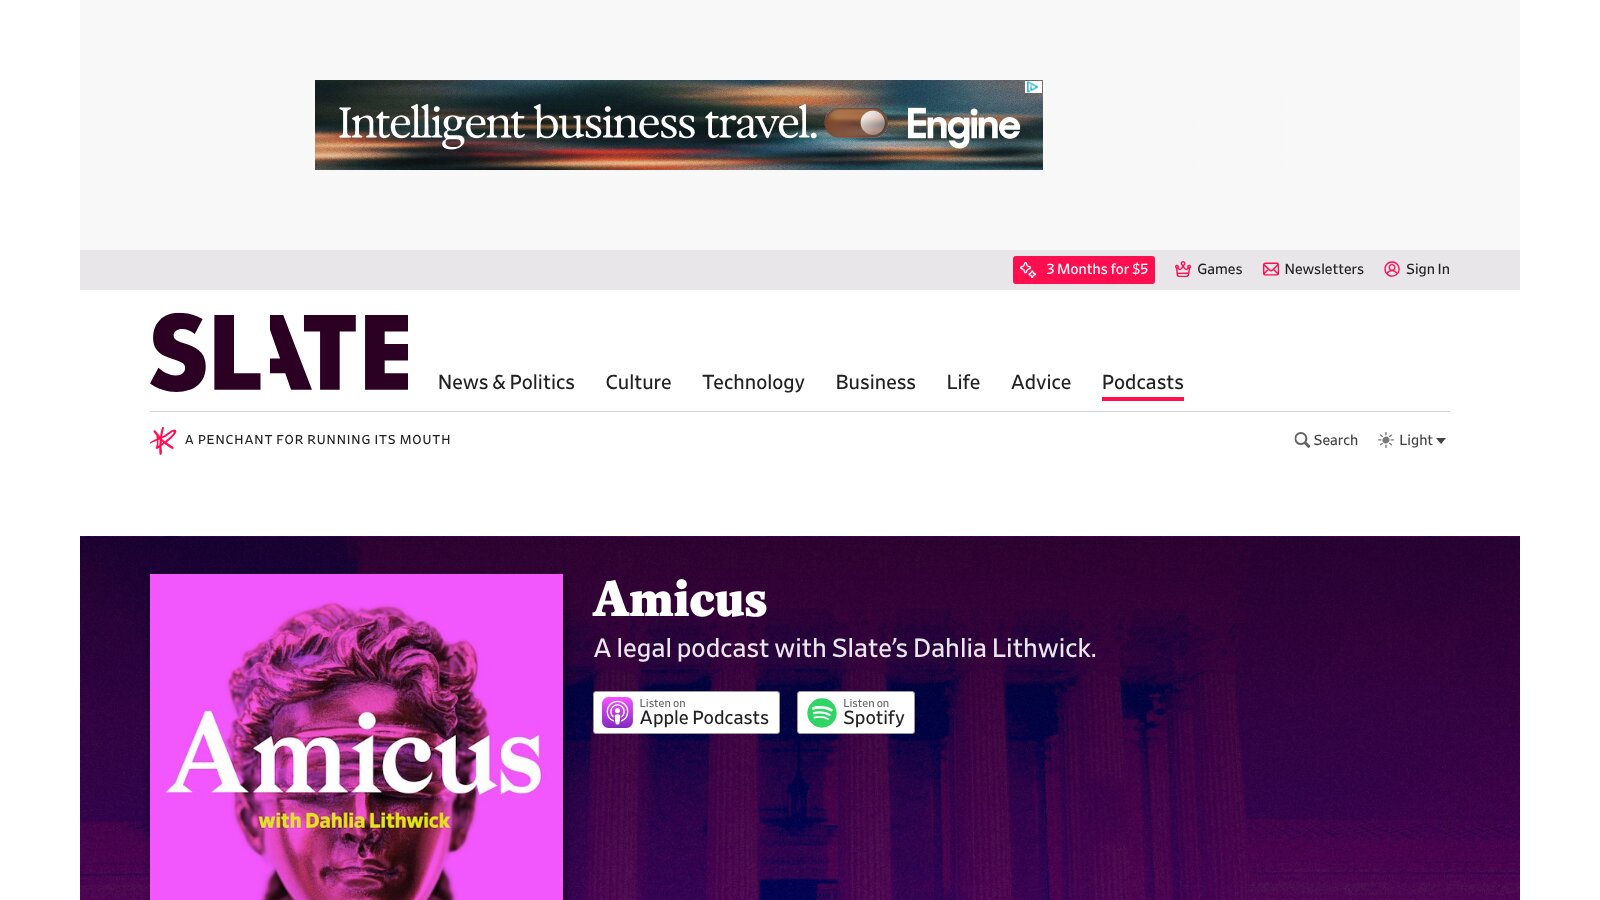 Intelligent business travel. Engine
3 Months for $5 Games Newsletters Sign In
SLATE
News & Politics Culture Technology Business Life Advice Podcasts
A PENCHANT FOR RUNNING ITS MOUTH
Search Light
Amicus
with Dahlia Lithwick
Amicus
A legal podcast with Slate’s Dahlia Lithwick.
Listen on
Apple Podcasts
Listen on
Spotify